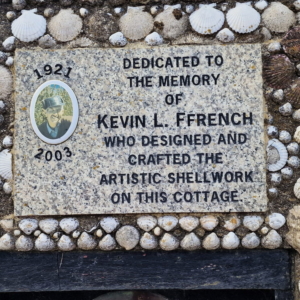 1921
2003
DEDICATED TO
THE MEMORY
OF
KEVIN L. FFRENCH
WHO DESIGNED AND
CRAFTED THE
ARTISTIC SHELLWORK
ON THIS COTTAGE.